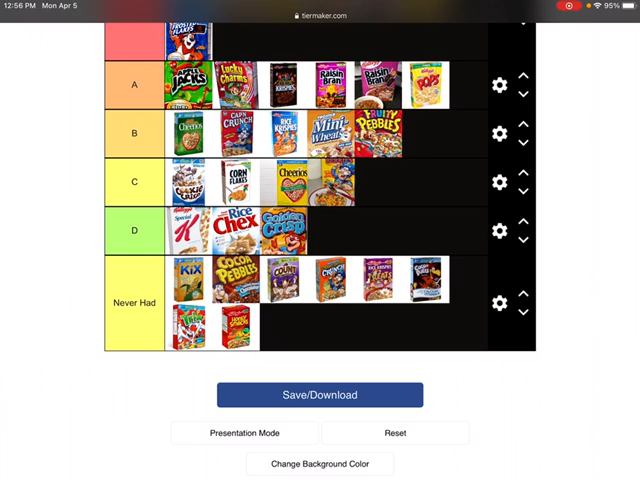 12:56 PM Mon Apr 5
95%
tiermaker.com
FROSTED
FLAKES
A
APPLE
JACKS
Lucky
Charms
KRISPIES
Raisin
Bran
Raisin
Bran
POPS
B
Cheerios
CAP'N
CRUNCH
RICE
KRISPIES
Mini
Wheats
FRUITY
PEBBLES
C
COOKIE
CRISP
CORN
FLAKES
Cheerios
D
Special
K
Rice
Chex
Golden
Crisp
Never Had
KiX
COCOA
PEBBLES
COUNT
CRUNCH
RICE KRISPIES
TREATS
Trix
HONEY
SMACKS
Save/Download
Presentation Mode
Reset
Change Background Color